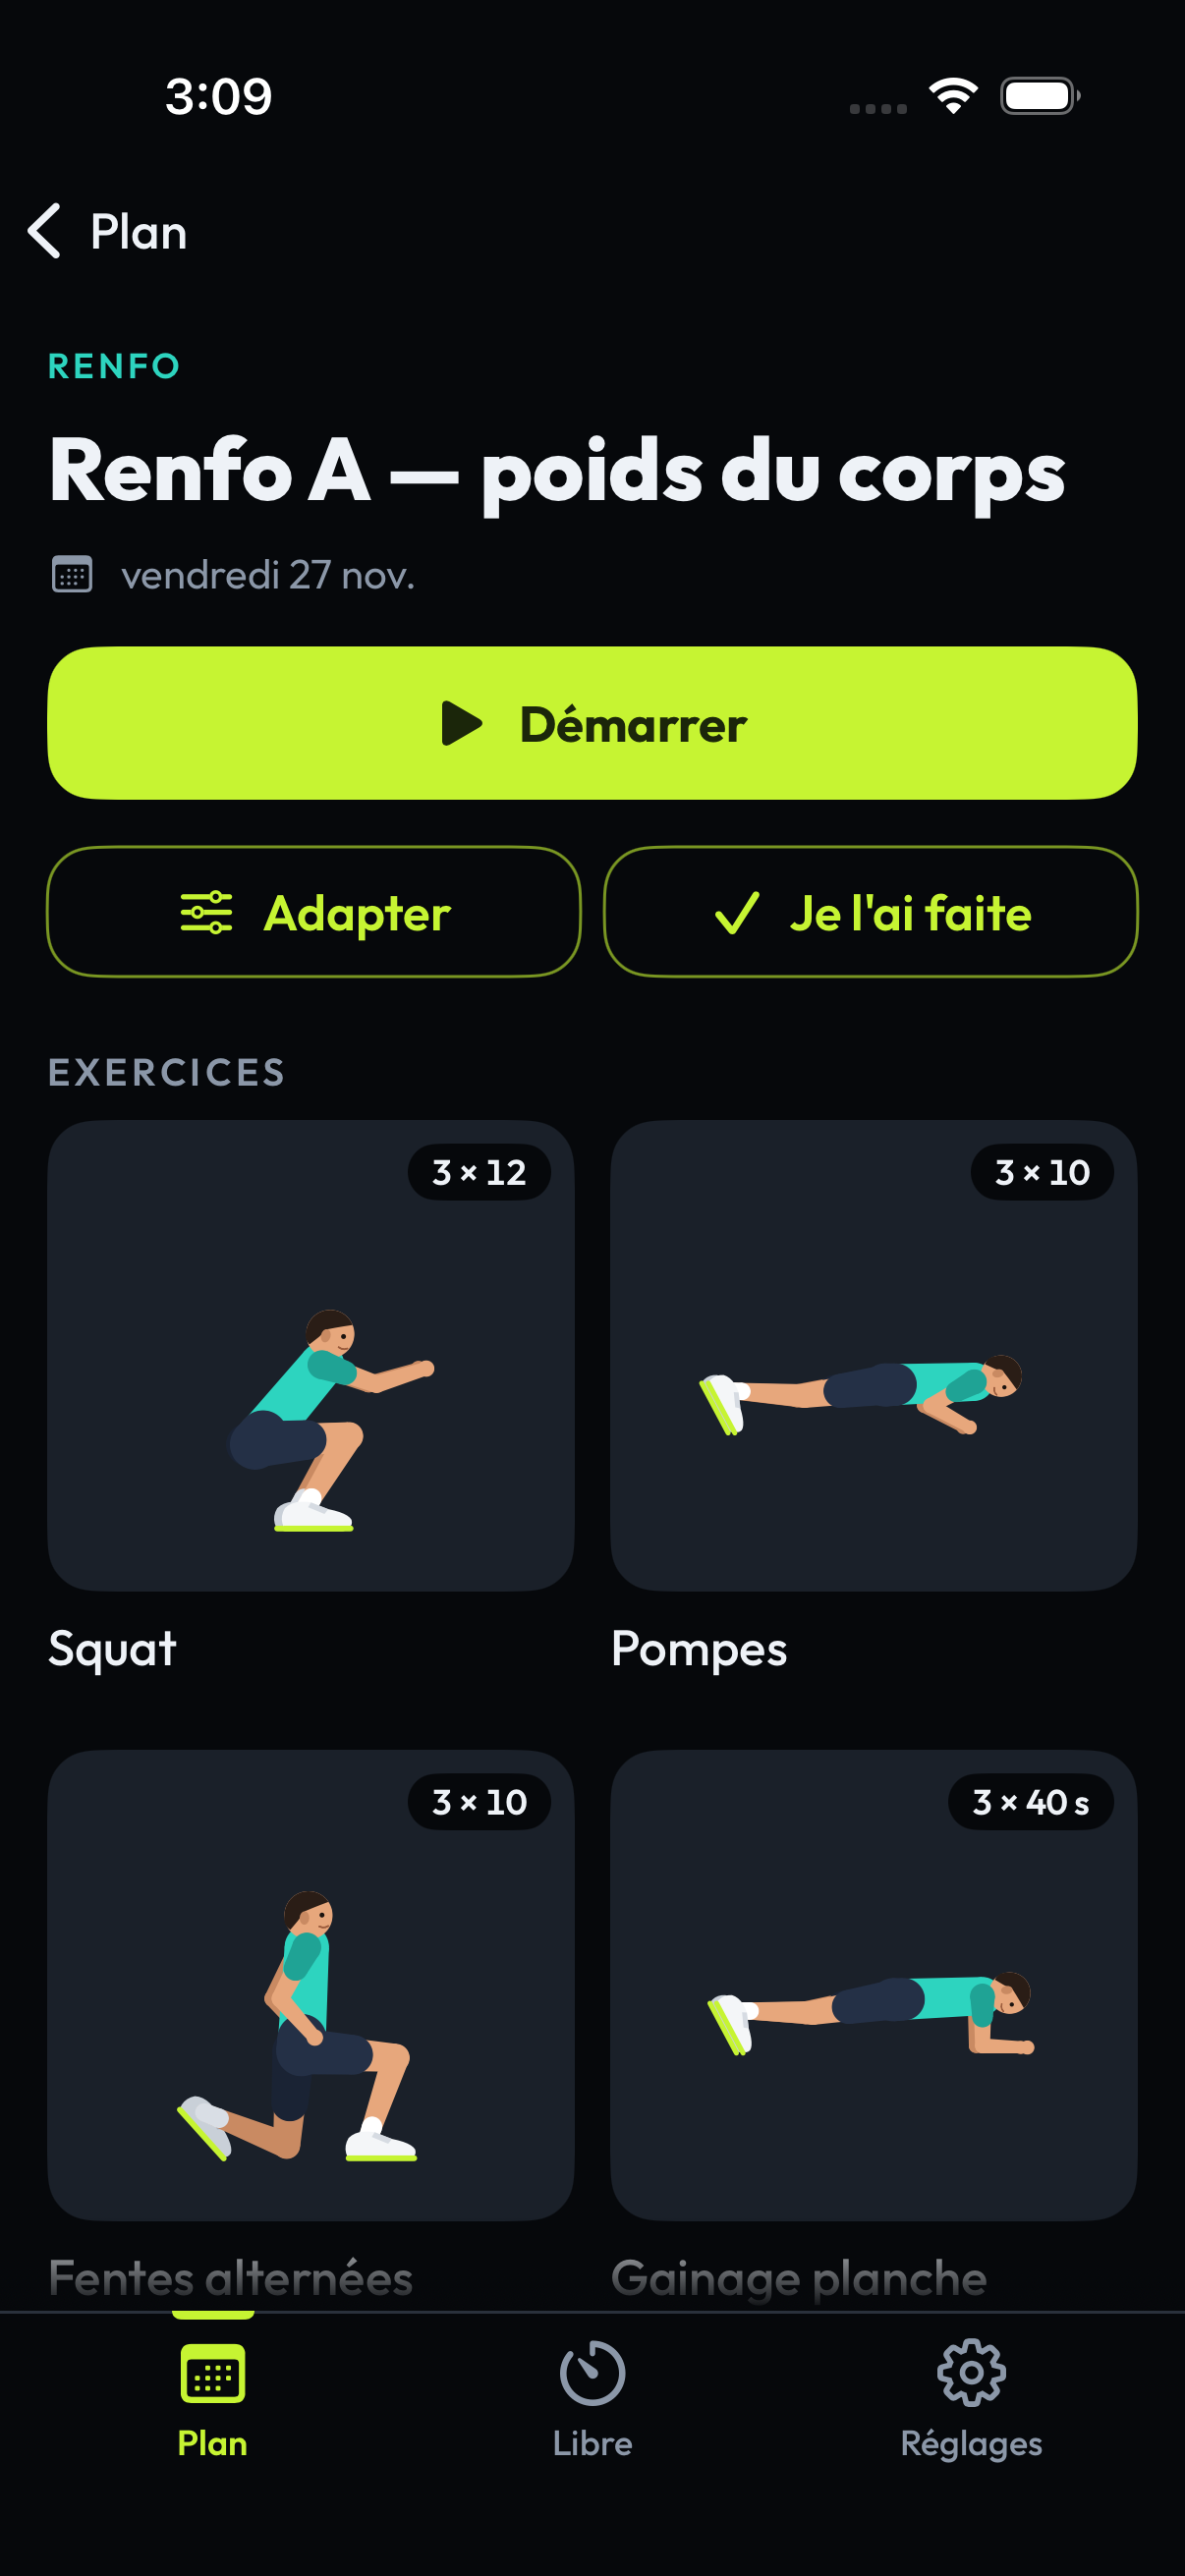 3:09
Plan
RENFO
Renfo A — poids du corps
vendredi 27 nov.
Démarrer
Adapter
Je l'ai faite
EXERCICES
3 × 12
3 × 10
Squat
Pompes
3 × 10
3 × 40 s
Fentes alternées
Gainage planche
Plan
Libre
Réglages